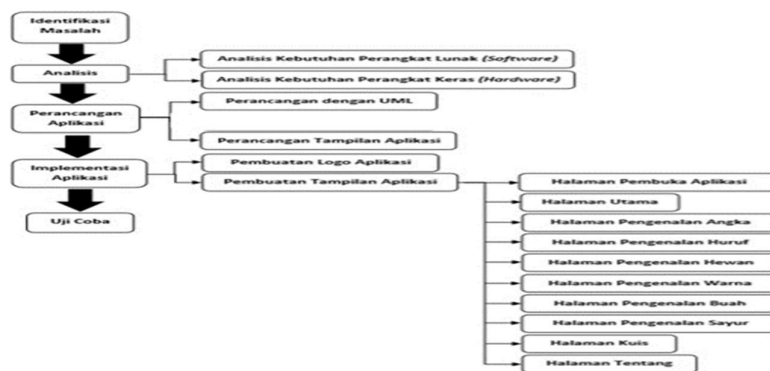 Identifikasi
Masalah
Analisis
Analisis Kebutuhan Perangkat Lunak (Software)
Analisis Kebutuhan Perangkat Keras (Hardware)
Perancangan
Aplikasi
Perancangan dengan UML
Perancangan Tampilan Aplikasi
Implementasi
Aplikasi
Pembuatan Logo Aplikasi
Pembuatan Tampilan Aplikasi
Halaman Pembuka Aplikasi
Halaman Utama
Halaman Pengenalan Angka
Halaman Pengenalan Huruf
Halaman Pengenalan Hewan
Halaman Pengenalan Warna
Halaman Pengenalan Buah
Halaman Pengenalan Sayur
Halaman Kuis
Halaman Tentang
Uji Coba